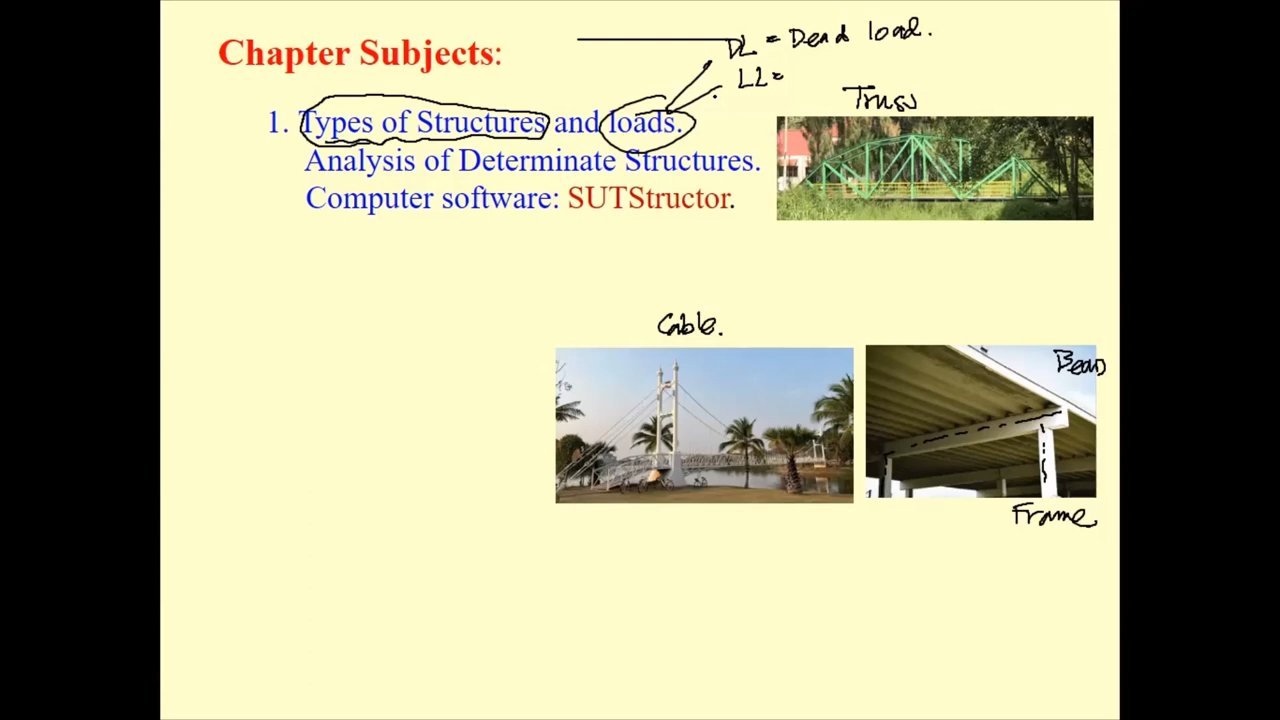 Chapter Subjects:
DL = Dead load.
LL =
1. Types of Structures and loads.
Truss
Analysis of Determinate Structures.
Computer software: SUTStructor.
Cable.
Beam
Frame